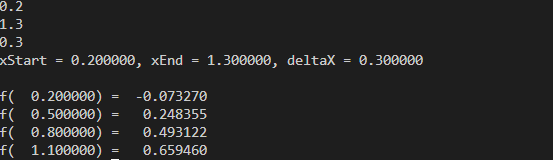 0.2
1.3
0.3
xStart = 0.200000, xEnd = 1.300000, deltaX = 0.300000
f(  0.200000) =  -0.073270
f(  0.500000) =   0.248355
f(  0.800000) =   0.493122
f(  1.100000) =   0.659460